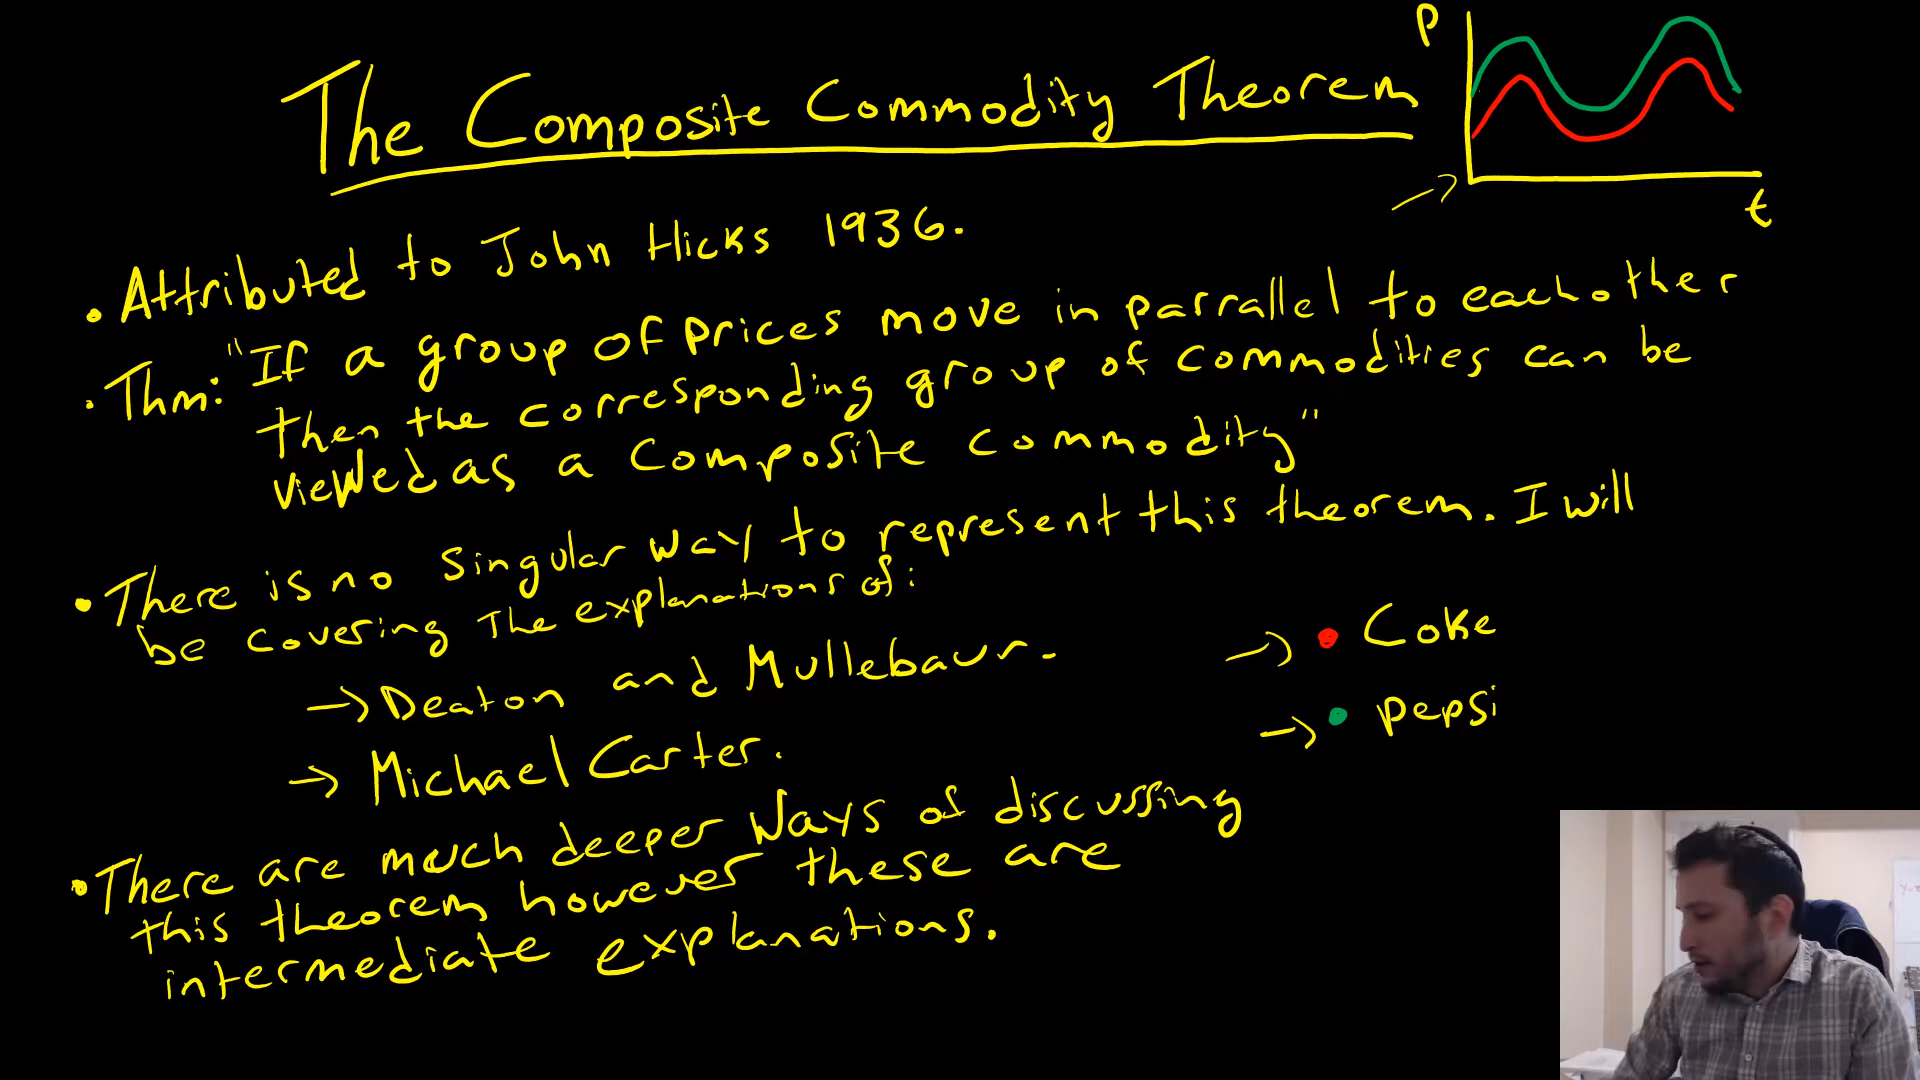 The Composite Commodity Theorem
P
t
• Attributed to John Hicks 1936.
• Thm: "If a group of prices move in parrallel to each other
then the corresponding group of commodities can be
viewed as a composite commodity"
• There is no singular way to represent this theorem. I will
be covering The explanations of:
→ Deaton and Mullebaur.
→ Michael Carter.
→ • Coke
→ • pepsi
• There are much deeper Ways of discussing
this theorem however these are
intermediate explanations.